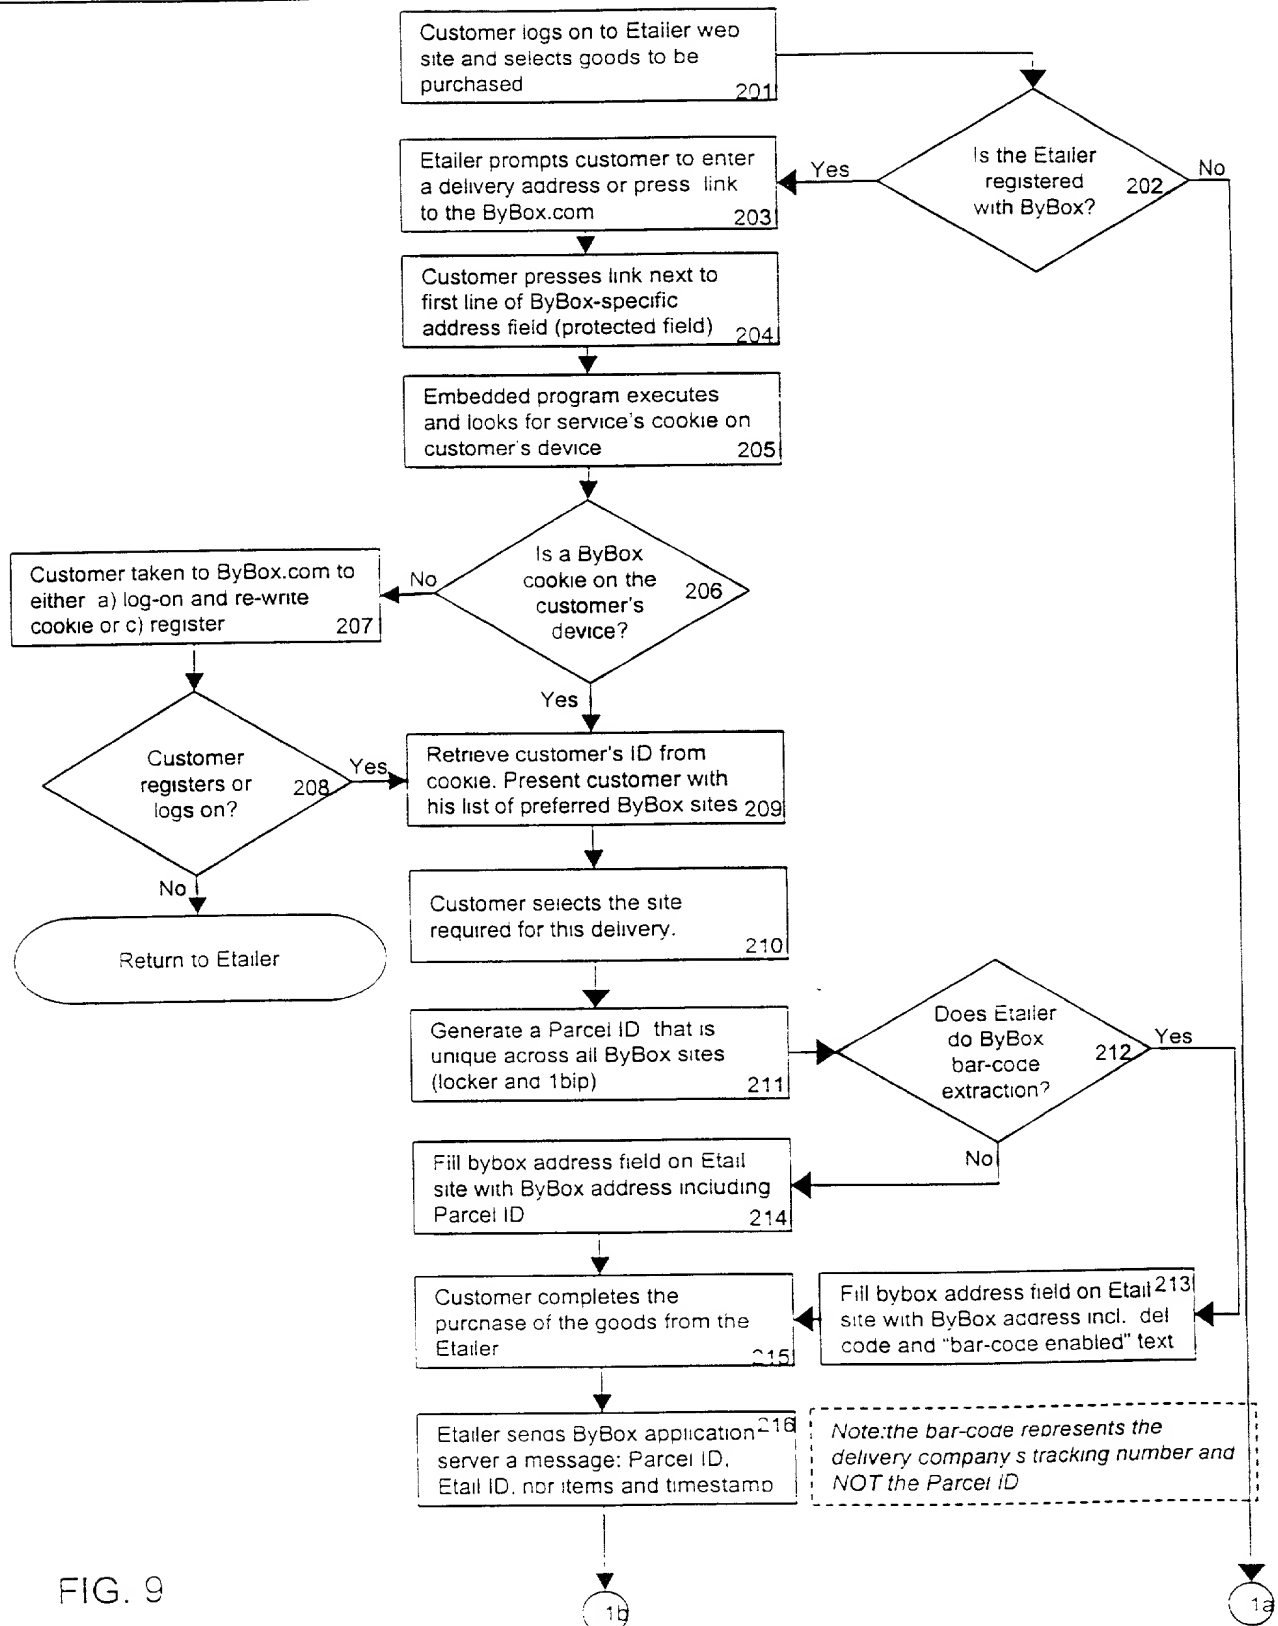 Customer logs on to Etailer web
site and selects goods to be
purchased
201
Is the Etailer
registered
with ByBox?
202
Yes
No
Etailer prompts customer to enter
a delivery address or press link
to the ByBox.com
203
Customer presses link next to
first line of ByBox-specific
address field (protected field)
204
Embedded program executes
and looks for service's cookie on
customer's device
205
Is a ByBox
cookie on the
customer's
device?
206
No
Yes
Customer taken to ByBox.com to
either a) log-on and re-write
cookie or c) register
207
Customer
registers or
logs on?
208
Yes
No
Return to Etailer
Retrieve customer's ID from
cookie. Present customer with
his list of preferred ByBox sites
209
Customer selects the site
required for this delivery.
210
Generate a Parcel ID that is
unique across all ByBox sites
(locker and 1bip)
211
Does Etailer
do ByBox
bar-code
extraction?
212
Yes
No
Fill bybox address field on Etail
site with ByBox address including
Parcel ID
214
Fill bybox address field on Etail
site with ByBox address incl. del
code and "bar-code enabled" text
213
Customer completes the
purchase of the goods from the
Etailer
215
Etailer sends ByBox application
server a message: Parcel ID,
Etail ID, nbr items and timestamp
216
Note:the bar-code represents the
delivery company s tracking number and
NOT the Parcel ID
FIG. 9
1b
1a